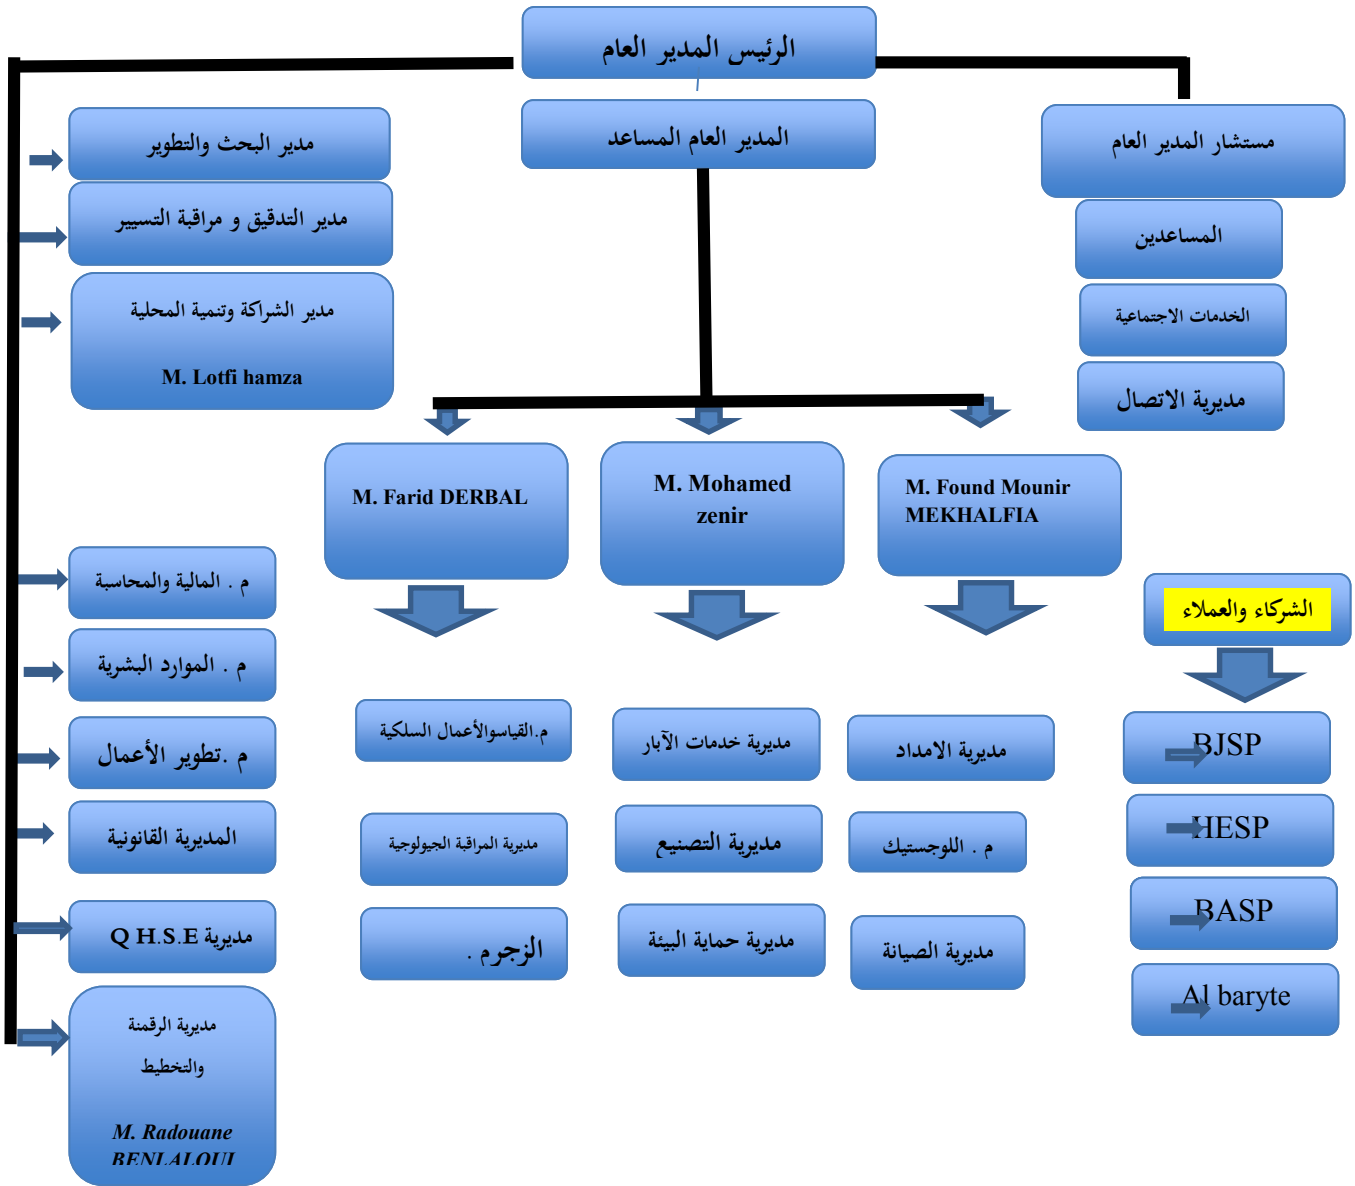 الرئيس المدير العام
المدير العام المساعد
مستشار المدير العام
المساعدين
الخدمات الاجتماعية
مديرية الاتصال
مدير البحث والتطوير
مدير التدقيق و مراقبة التسيير
مدير الشراكة وتنمية المحلية
M. Lotfi hamza
M. Farid DERBAL
M. Mohamed
zenir
M. Found Mounir
MEKHALFIA
م . المالية والمحاسبة
م . الموارد البشرية
م .تطوير الأعمال
المديرية القانونية
مديرية Q H.S.E
مديرية الرقمنة
والتخطيط
M. Radouane
BENLALOUI
م.القياسوالأعمال السلكية
مديرية المراقبة الجيولوجية
الزجرم .
مديرية خدمات الآبار
مديرية التصنيع
مديرية حماية البيئة
مديرية الامداد
م . اللوجستيك
مديرية الصيانة
الشركاء والعملاء
BJSP
HESP
BASP
Al baryte